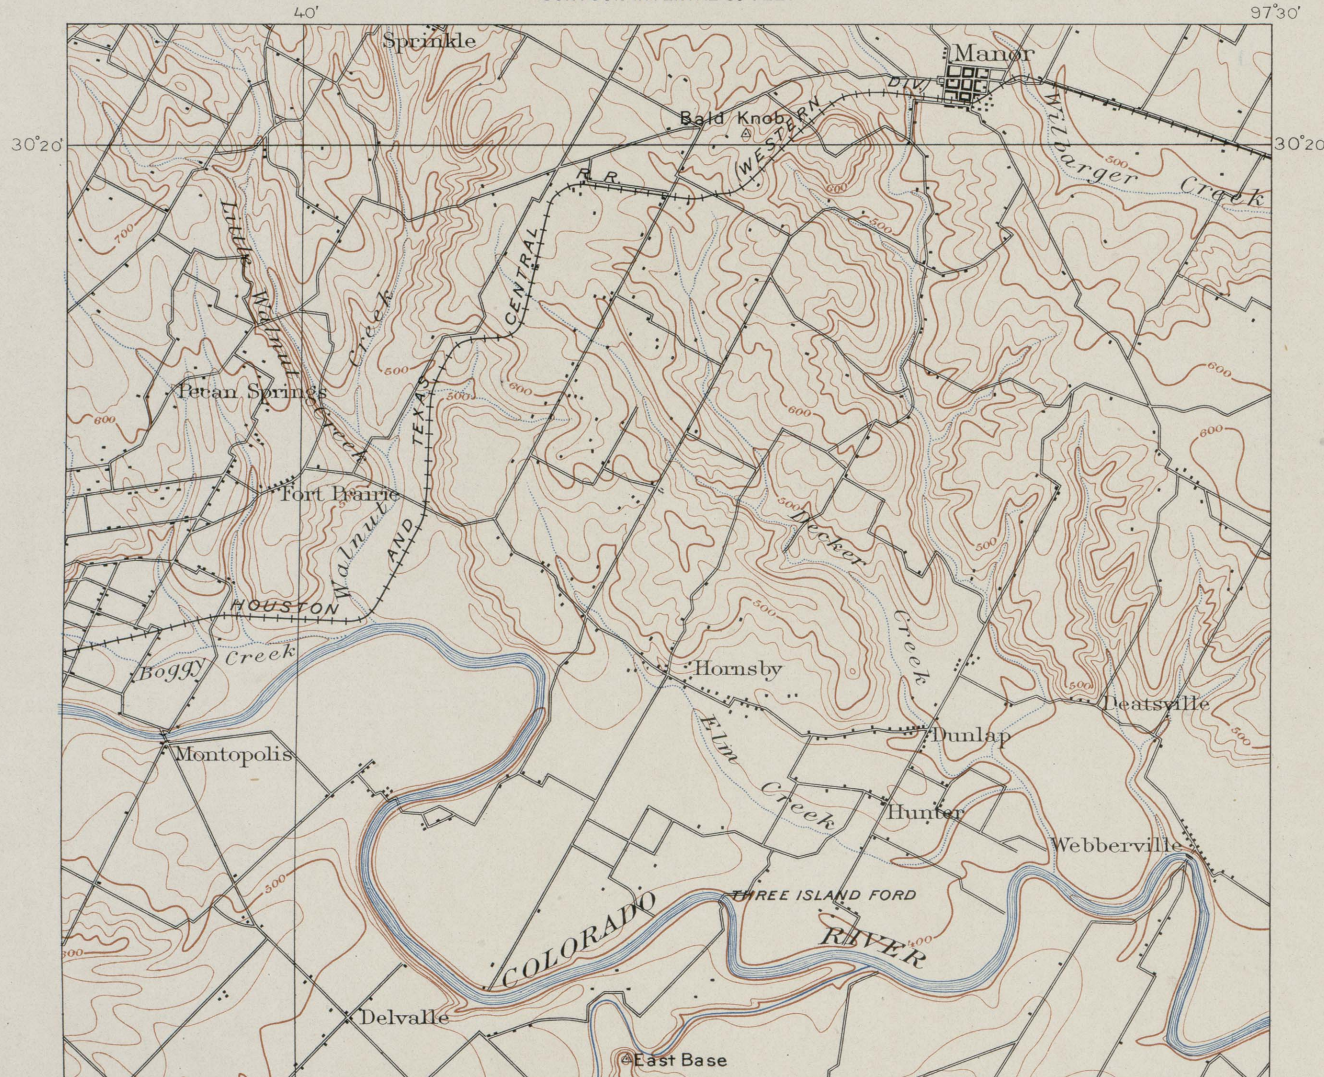 40'
97°30'
Sprinkle
Manor
Bald Knob
DIV.
WESTERN
30°20'
30°20
Wilbarger
Creek
500
R. R.
600
500
Little
Walnut
Creek
700
CENTRAL
Creek
500
600
500
600
Pecan Springs
600
TEXAS
600
600
Fort Prairie
500
Decker
Creek
Walnut
AND
500
500
HOUSTON
Boggy Creek
Hornsby
500
Deatsville
500
Elm
Creek
Dunlap
Montopolis
Hunter
Webberville
500
THREE ISLAND FORD
COLORADO
RIVER
400
Delvalle
East Base